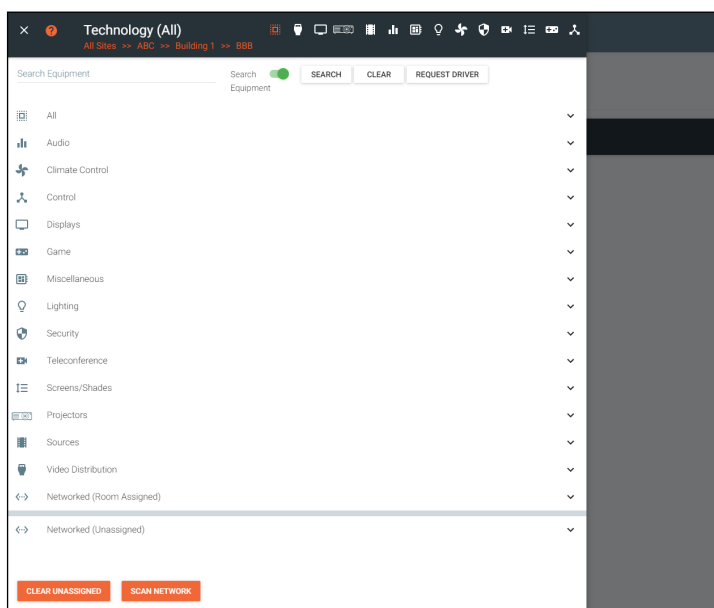 Technology (All)
All Sites >> ABC >> Building 1 >> BBB
Search Equipment
Search
Equipment
SEARCH CLEAR REQUEST DRIVER
All
Audio
Climate Control
Control
Displays
Game
Miscellaneous
Lighting
Security
Teleconference
Screens/Shades
Projectors
Sources
Video Distribution
Networked (Room Assigned)
Networked (Unassigned)
CLEAR UNASSIGNED SCAN NETWORK